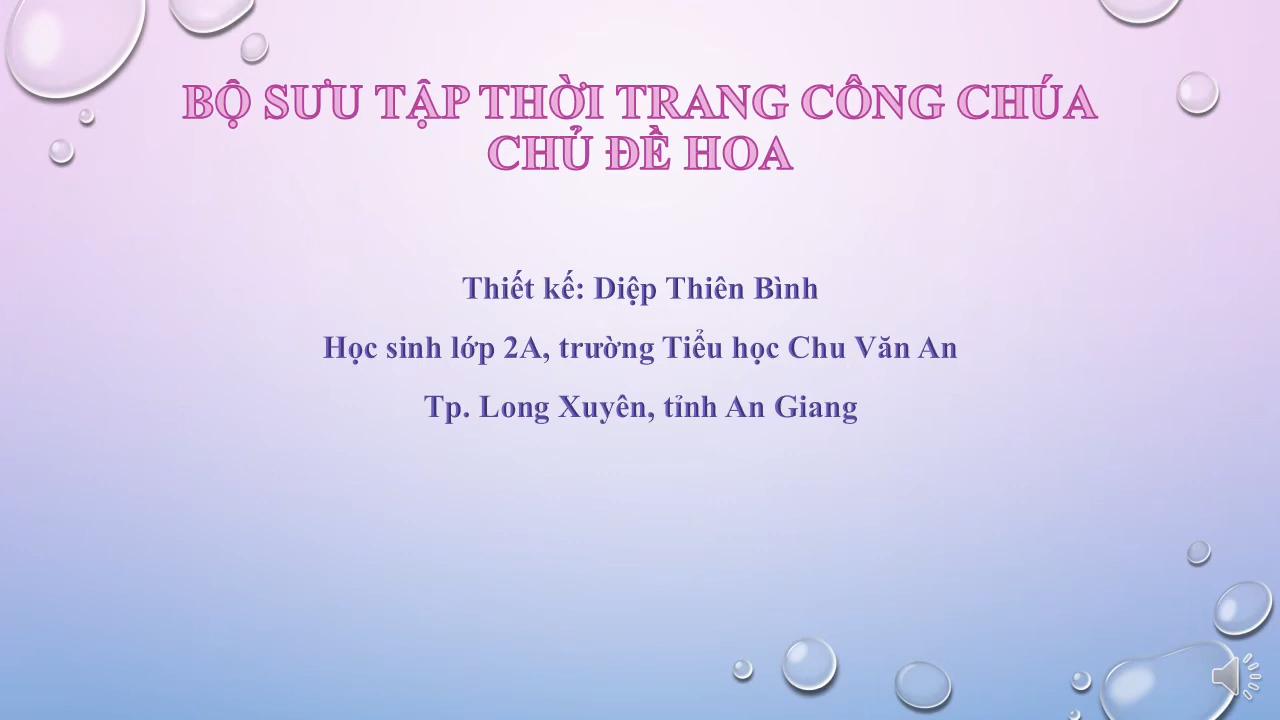 BỘ SƯU TẬP THỜI TRANG CÔNG CHÚA
CHỦ ĐỀ HOA
Thiết kế: Diệp Thiên Bình
Học sinh lớp 2A, trường Tiểu học Chu Văn An
Tp. Long Xuyên, tỉnh An Giang